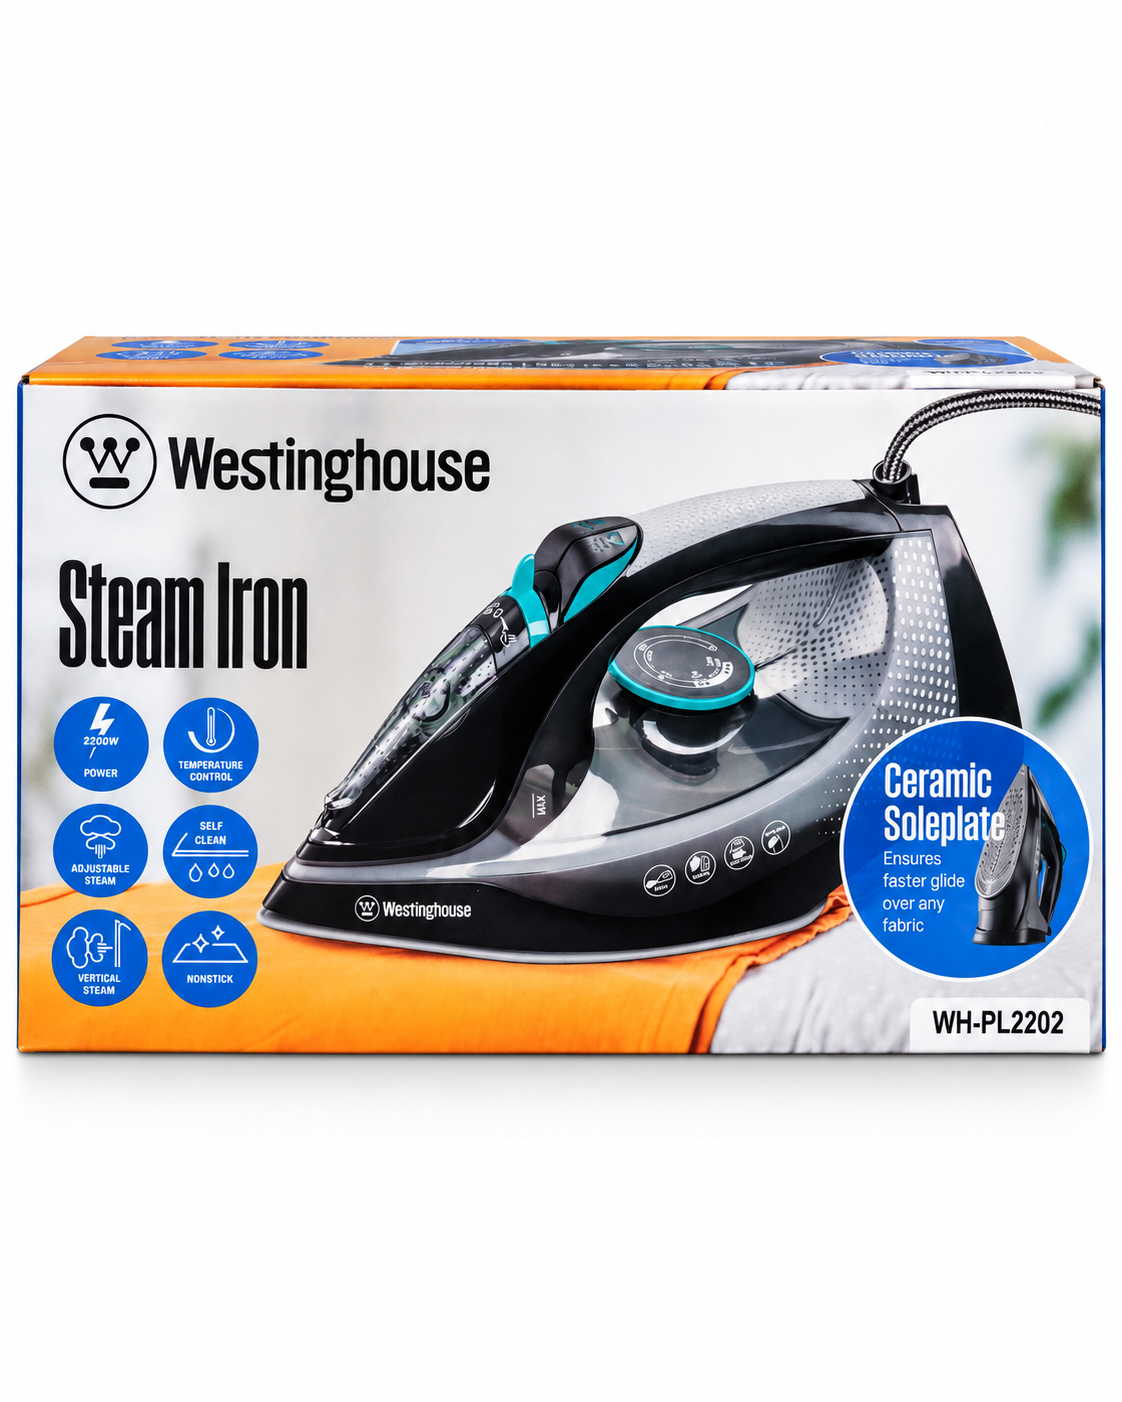 Westinghouse
Steam Iron
2200W
POWER
TEMPERATURE
CONTROL
ADJUSTABLE
STEAM
SELF
CLEAN
VERTICAL
STEAM
NONSTICK
MAX
Westinghouse
Ceramic
Soleplate
Ensures
faster glide
over any
fabric
WH-PL2202